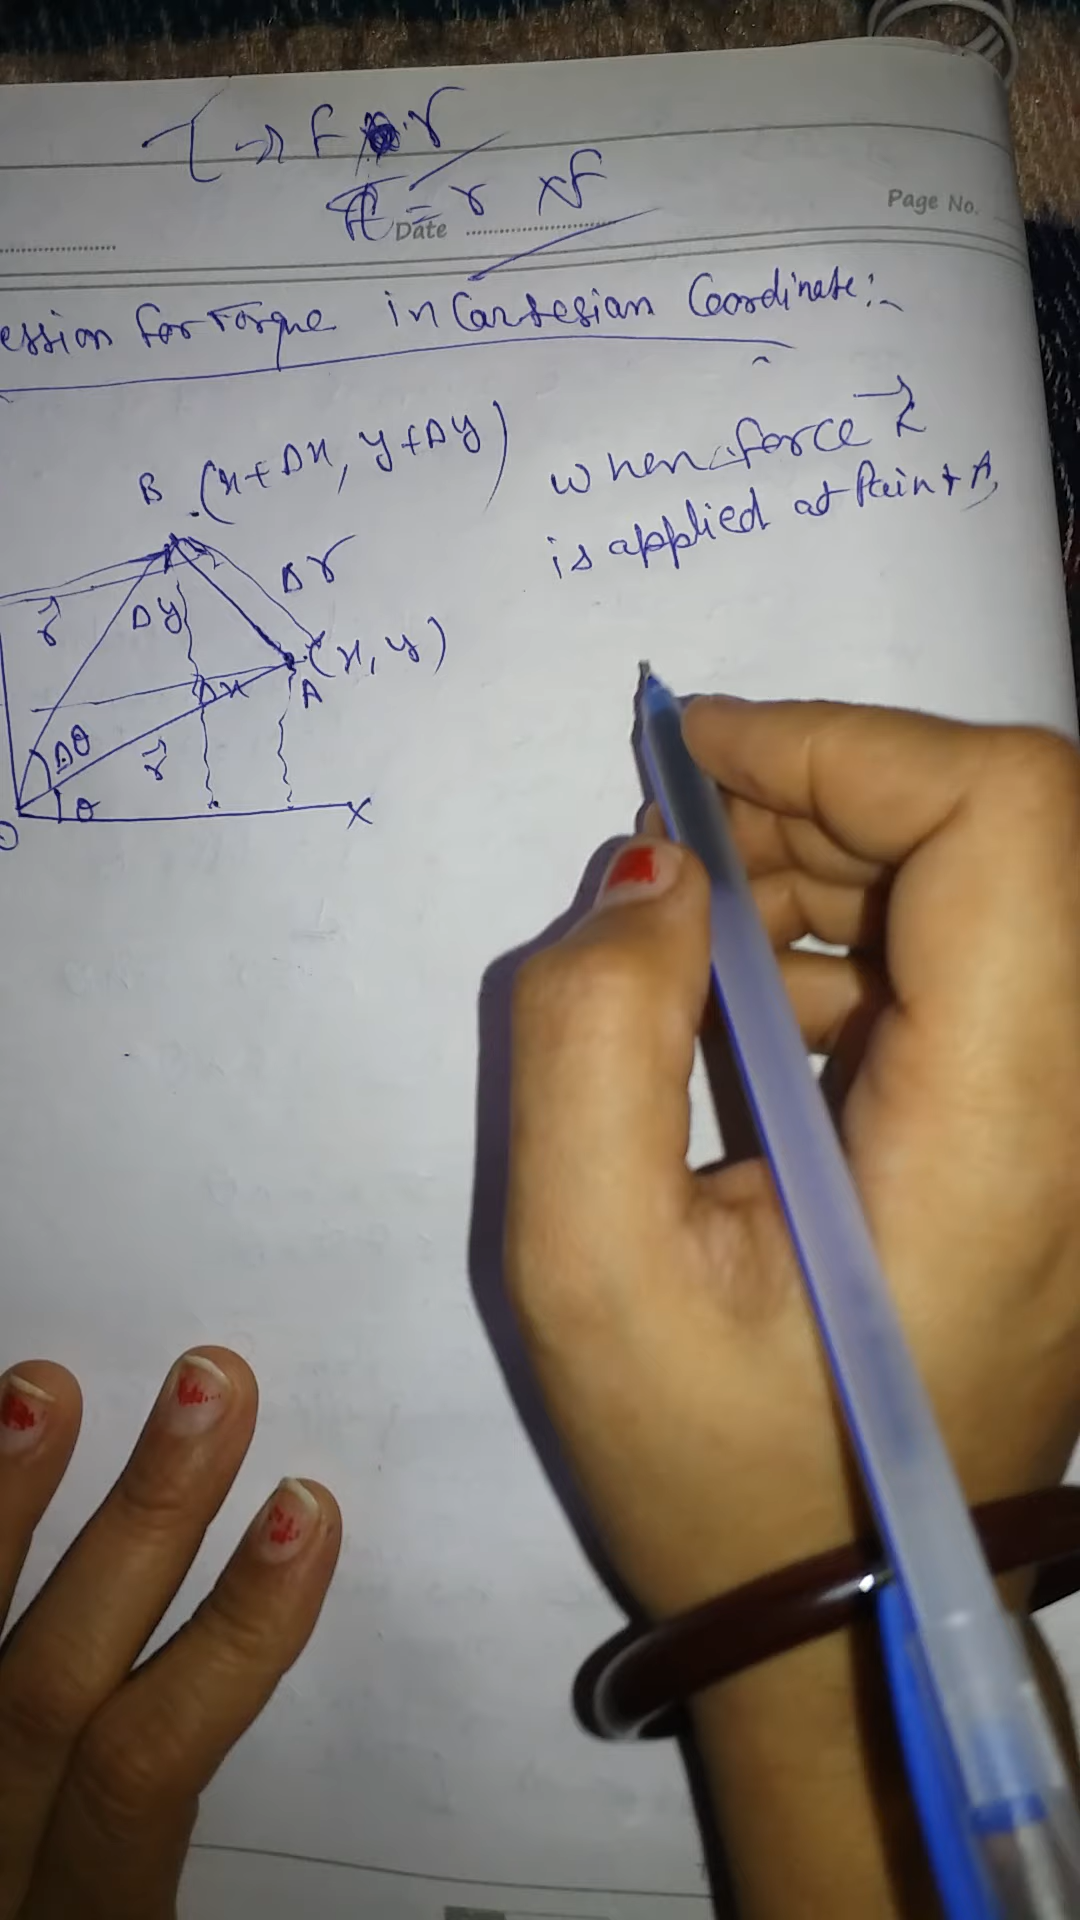 τ → F . r
τ = r × F
Date
Page No.
ession for Torque in Cartesian Coordinate :-
B (x+Δx, y+Δy)
when force
is applied at Point A,
Δr
r⃗
Δy
(x, y)
Δx
A
Δθ
r⃗
θ
O
X